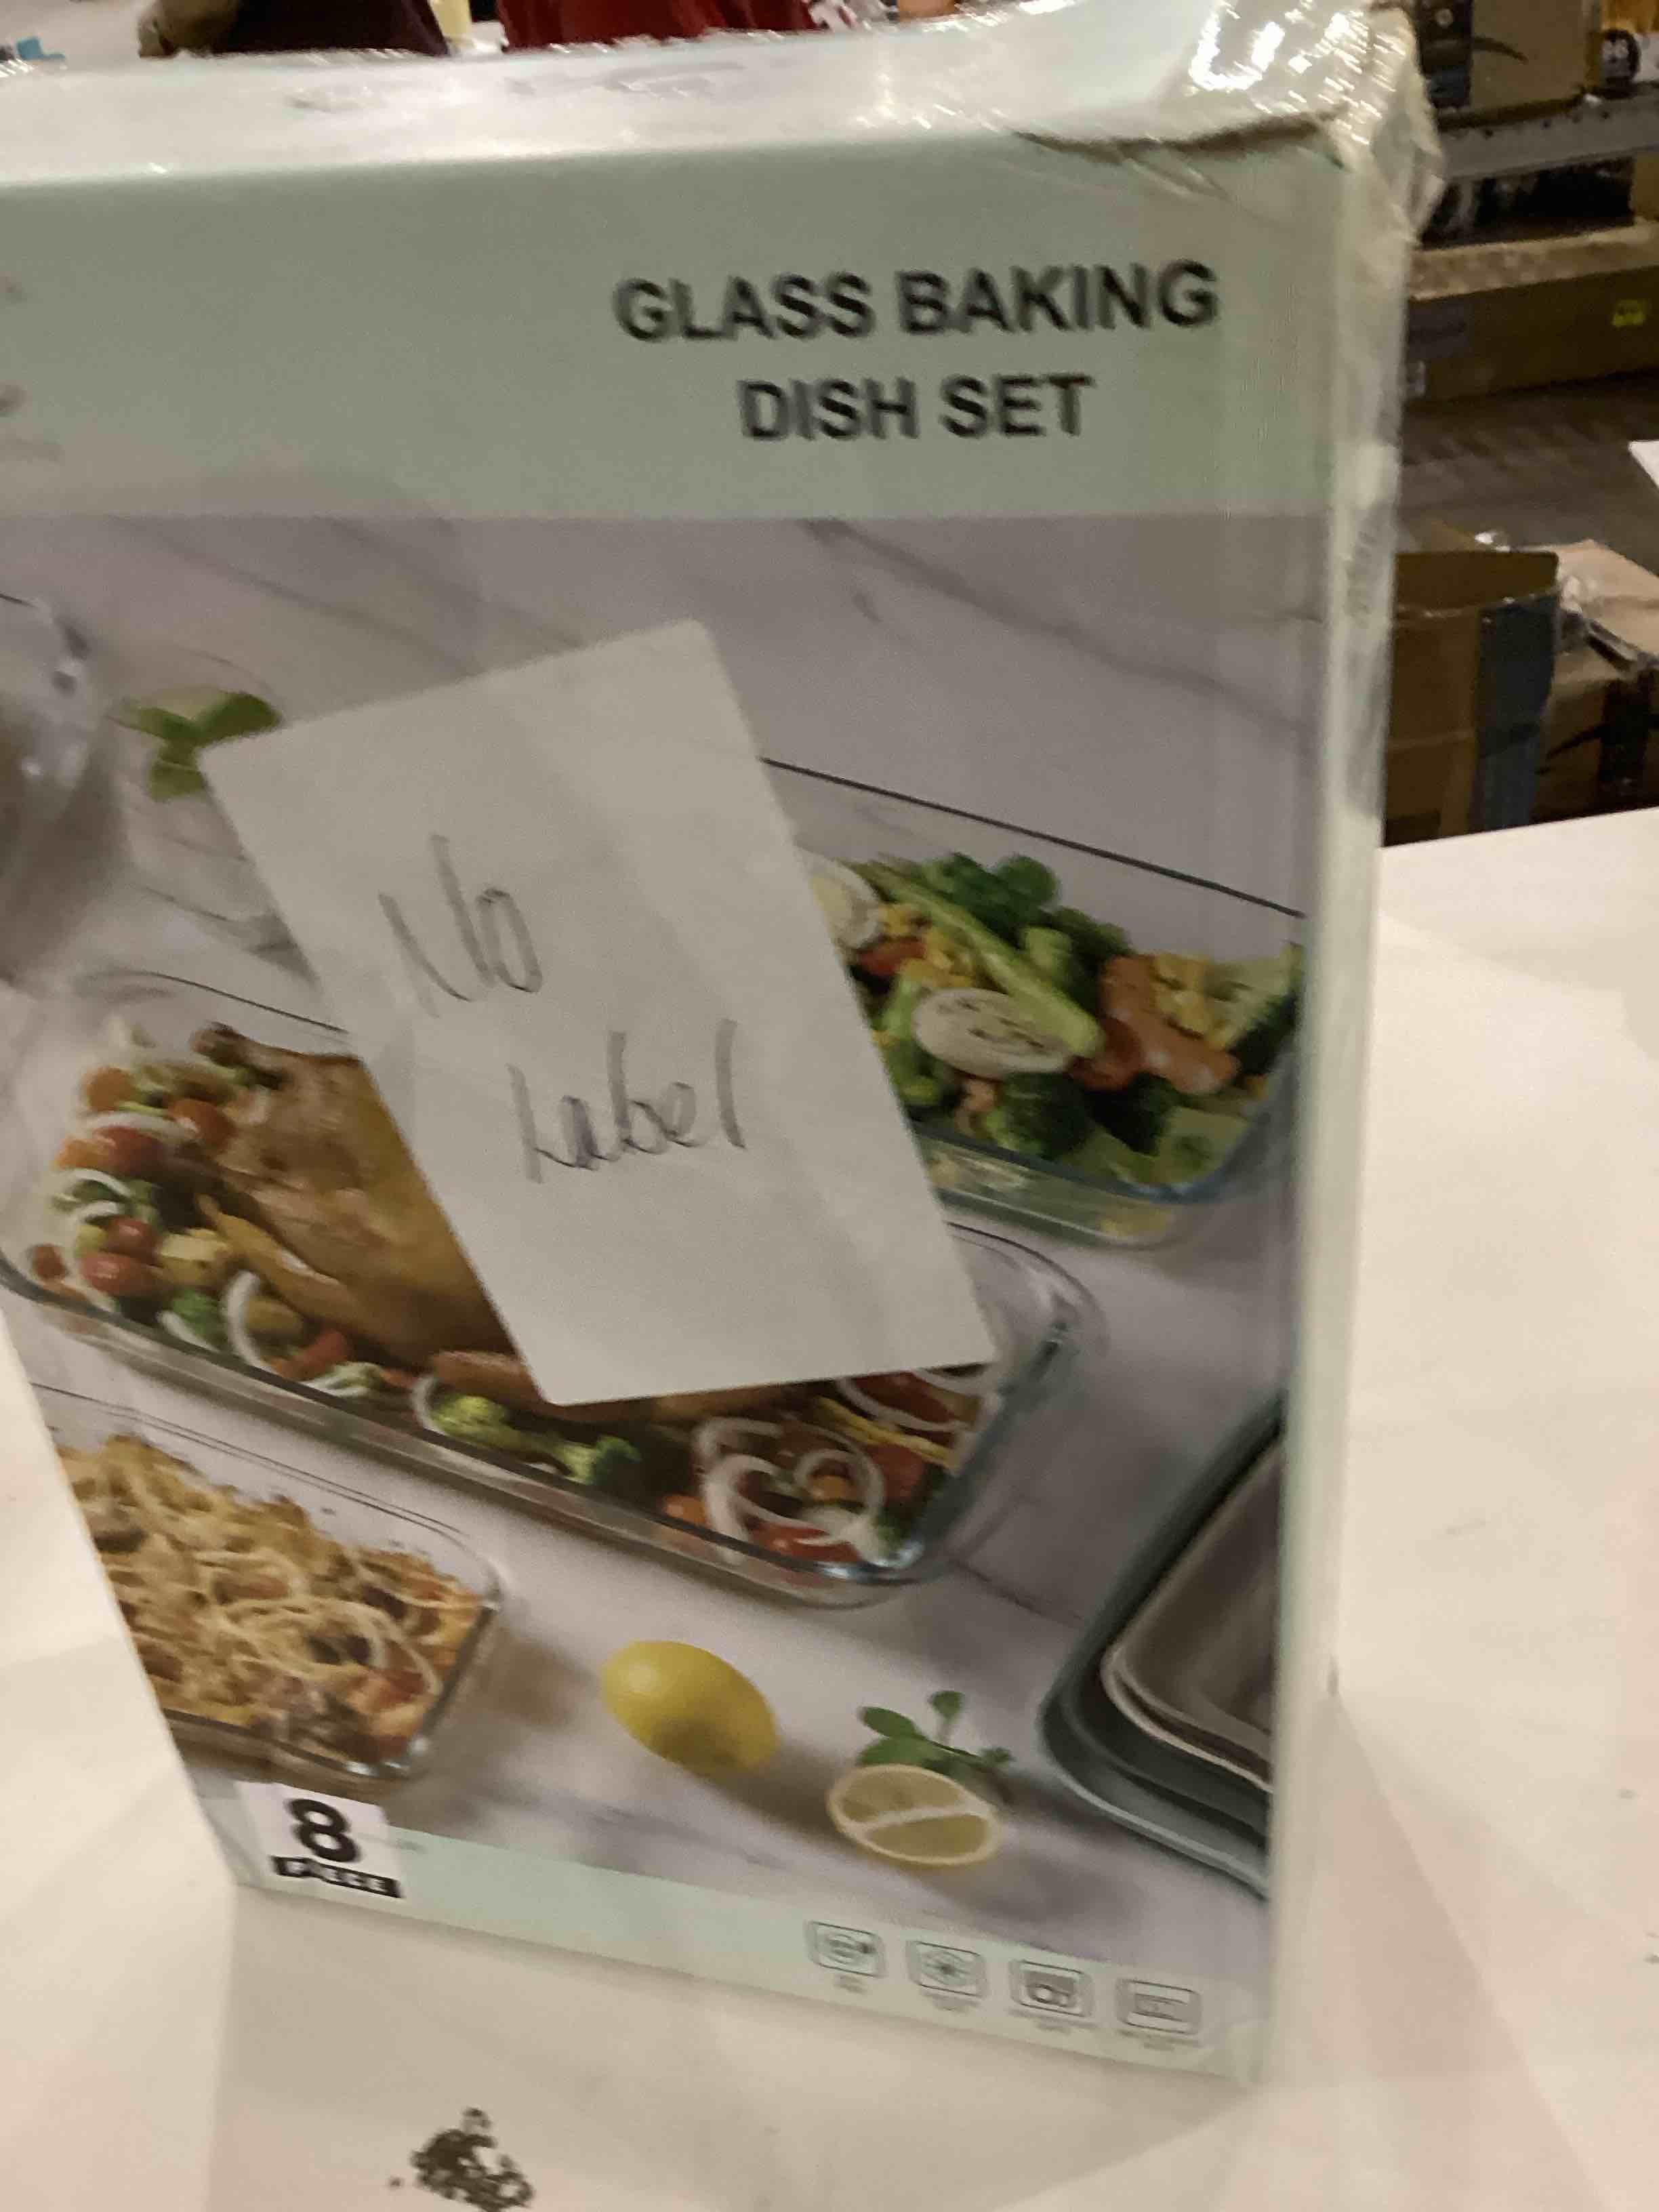 GLASS BAKING
DISH SET
No
Label
8